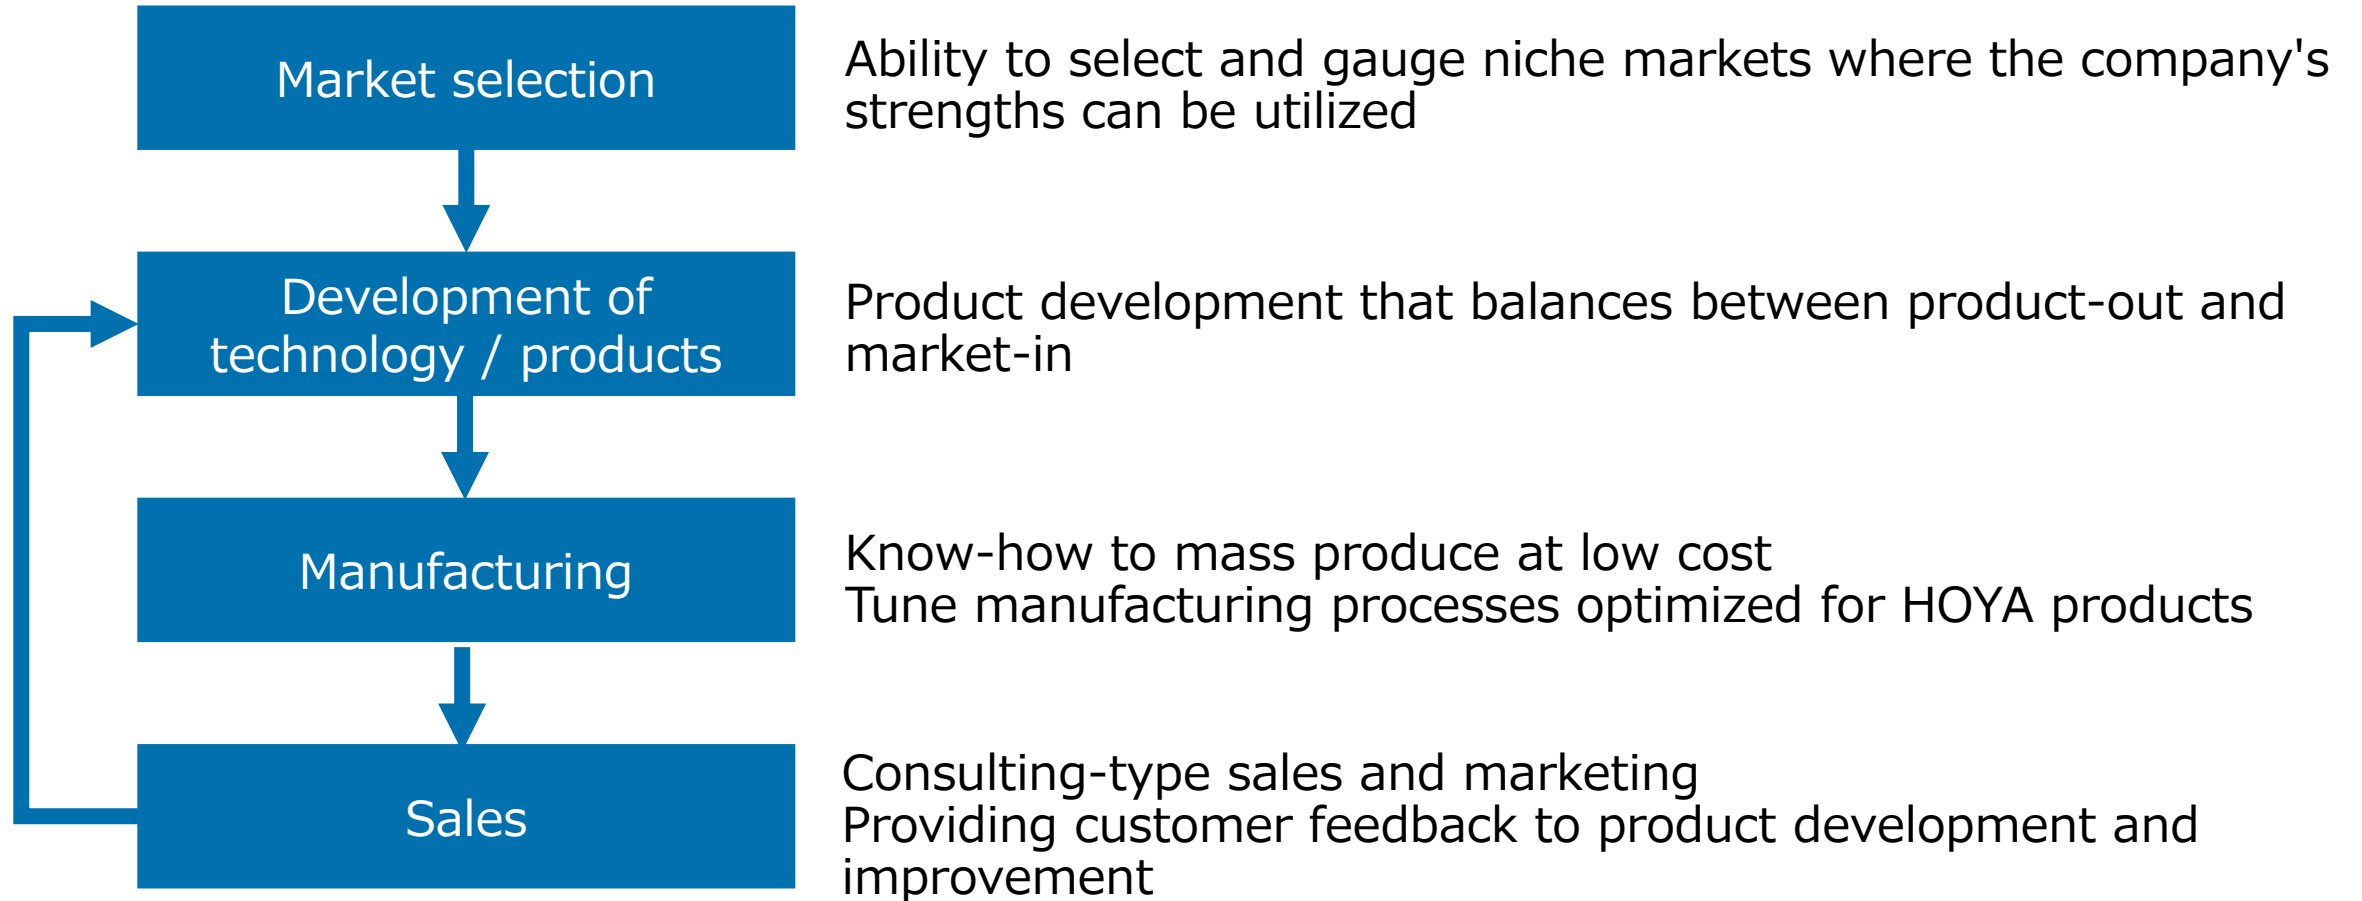 Market selection
Ability to select and gauge niche markets where the company's
strengths can be utilized
Development of
technology / products
Product development that balances between product-out and
market-in
Manufacturing
Know-how to mass produce at low cost
Tune manufacturing processes optimized for HOYA products
Sales
Consulting-type sales and marketing
Providing customer feedback to product development and
improvement